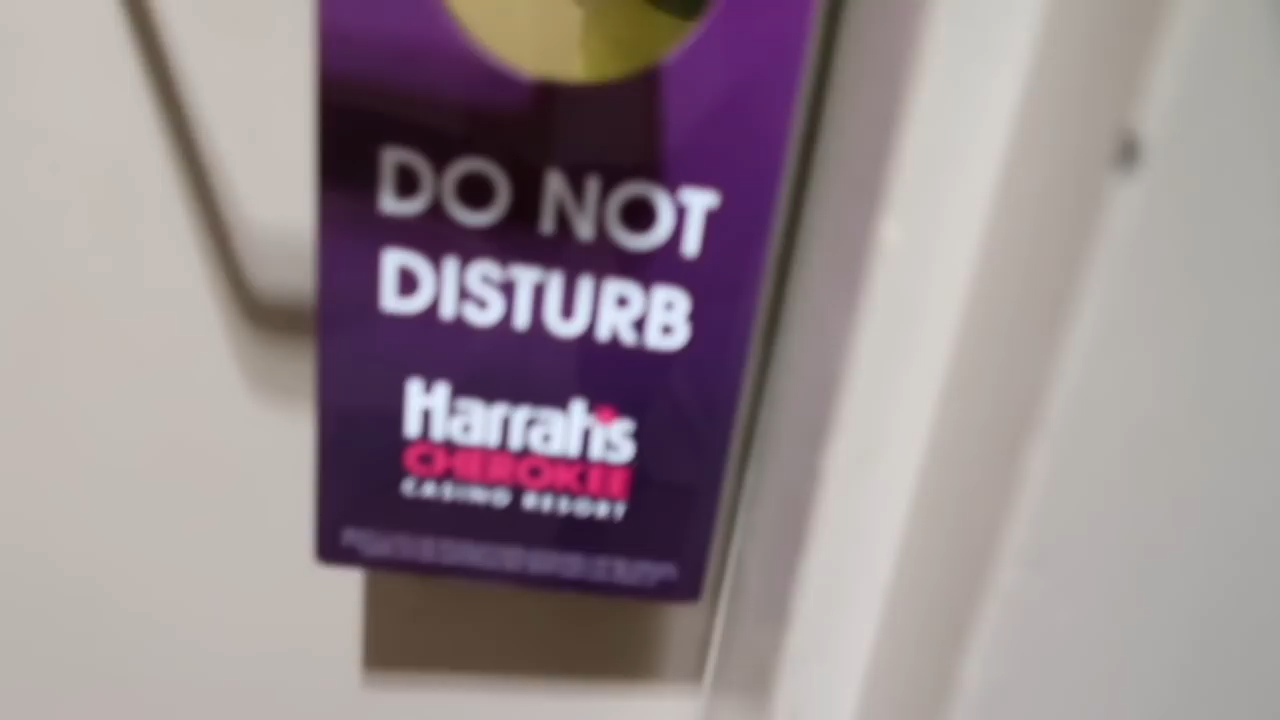 DO NOT
DISTURB
Harrah's
CHEROKEE
CASINO RESORT